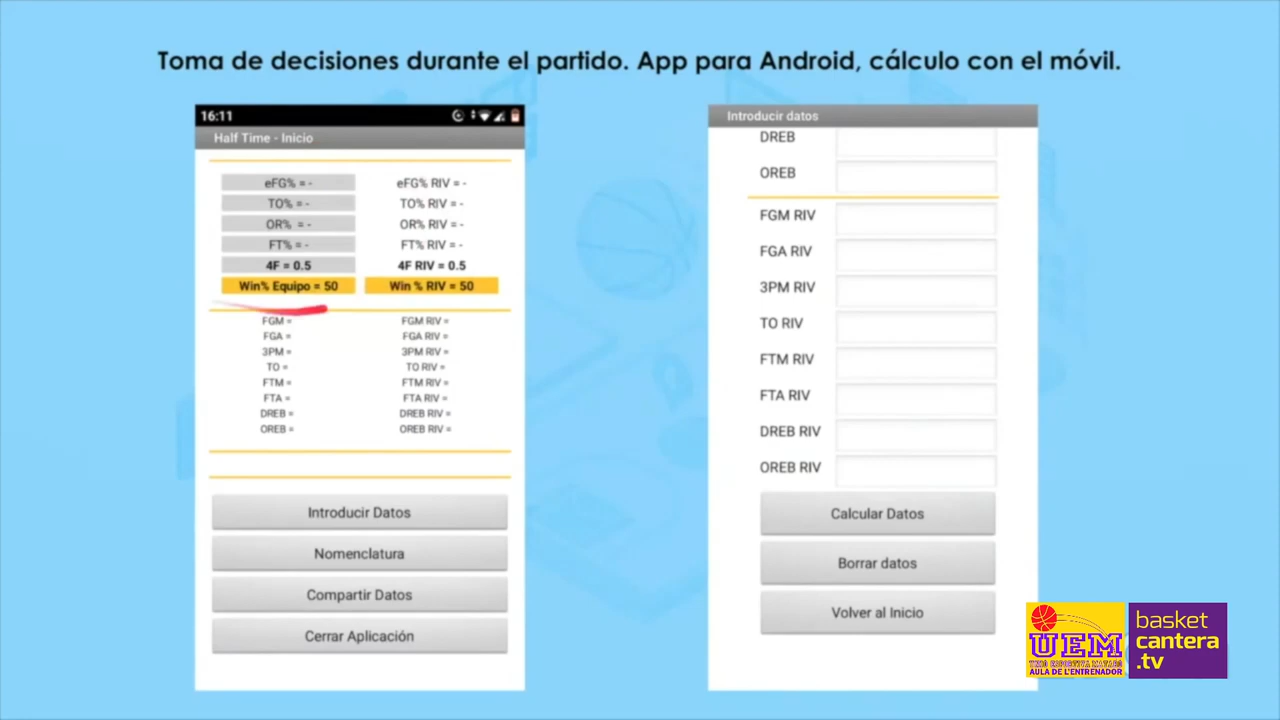 Toma de decisiones durante el partido. App para Android, cálculo con el móvil.
16:11
Half Time - Inicio
eFG% = -
eFG% RIV = -
TO% = -
TO% RIV = -
OR% = -
OR% RIV = -
FT% = -
FT% RIV = -
4F = 0.5
4F RIV = 0.5
Win% Equipo = 50
Win % RIV = 50
FGM =
FGM RIV =
FGA =
FGA RIV =
3PM =
3PM RIV =
TO =
TO RIV =
FTM =
FTM RIV =
FTA =
FTA RIV =
DREB =
DREB RIV =
OREB =
OREB RIV =
Introducir Datos
Nomenclatura
Compartir Datos
Cerrar Aplicación
Introducir datos
DREB
OREB
FGM RIV
FGA RIV
3PM RIV
TO RIV
FTM RIV
FTA RIV
DREB RIV
OREB RIV
Calcular Datos
Borrar datos
Volver al Inicio
UEM
UNIÓ ESPORTIVA MATARÓ
AULA DE L'ENTRENADOR
basket
cantera
.tv